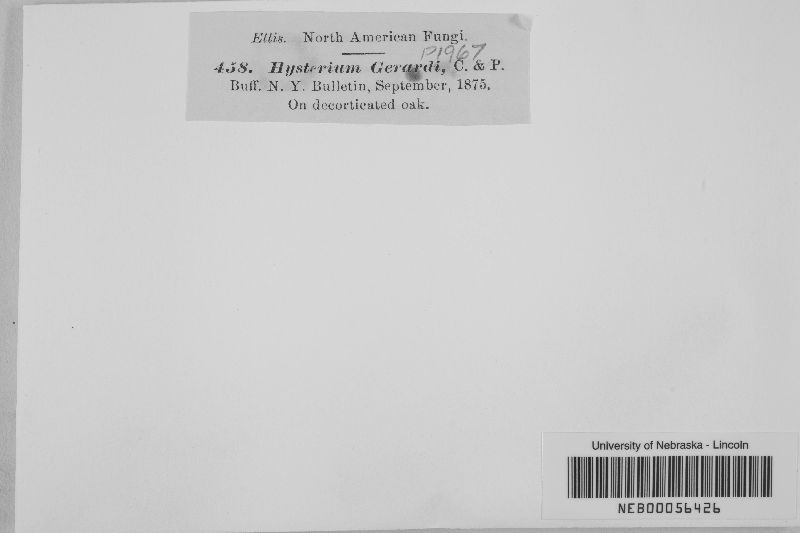 Ellis. North American Fungi.
P1967
458. Hysterium Gerardi, C. & P.
Buff. N. Y. Bulletin, September, 1875.
On decorticated oak.
University of Nebraska - Lincoln
NEB00056426